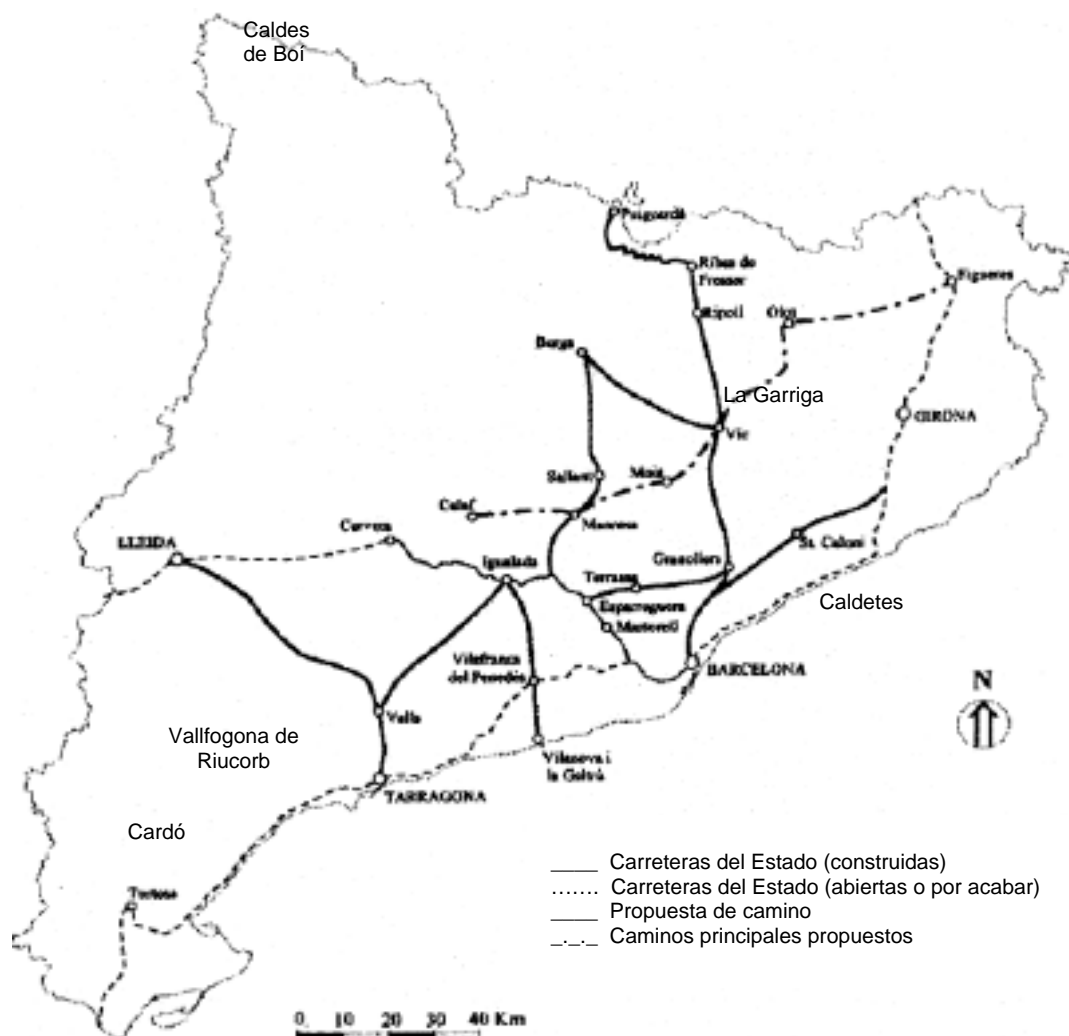 Caldes
de Boí
Puigcerdà
Ribes de
Fresser
Figueres
Ripoll
Olot
Berga
La Garriga
GIRONA
Vic
Sallent
Moià
Calaf
Manresa
Cervera
LLEIDA
St. Celoni
Igualada
Granollers
Terrassa
Esparraguera
Martorell
Caldetes
BARCELONA
Vilafranca
del Penedès
N
Valls
Vallfogona de
Riucorb
Vilanova i
la Geltrú
TARRAGONA
Cardó
Tortosa
____ Carreteras del Estado (construidas)
....... Carreteras del Estado (abiertas o por acabar)
____ Propuesta de camino
_._._ Caminos principales propuestos
0 10 20 30 40 Km